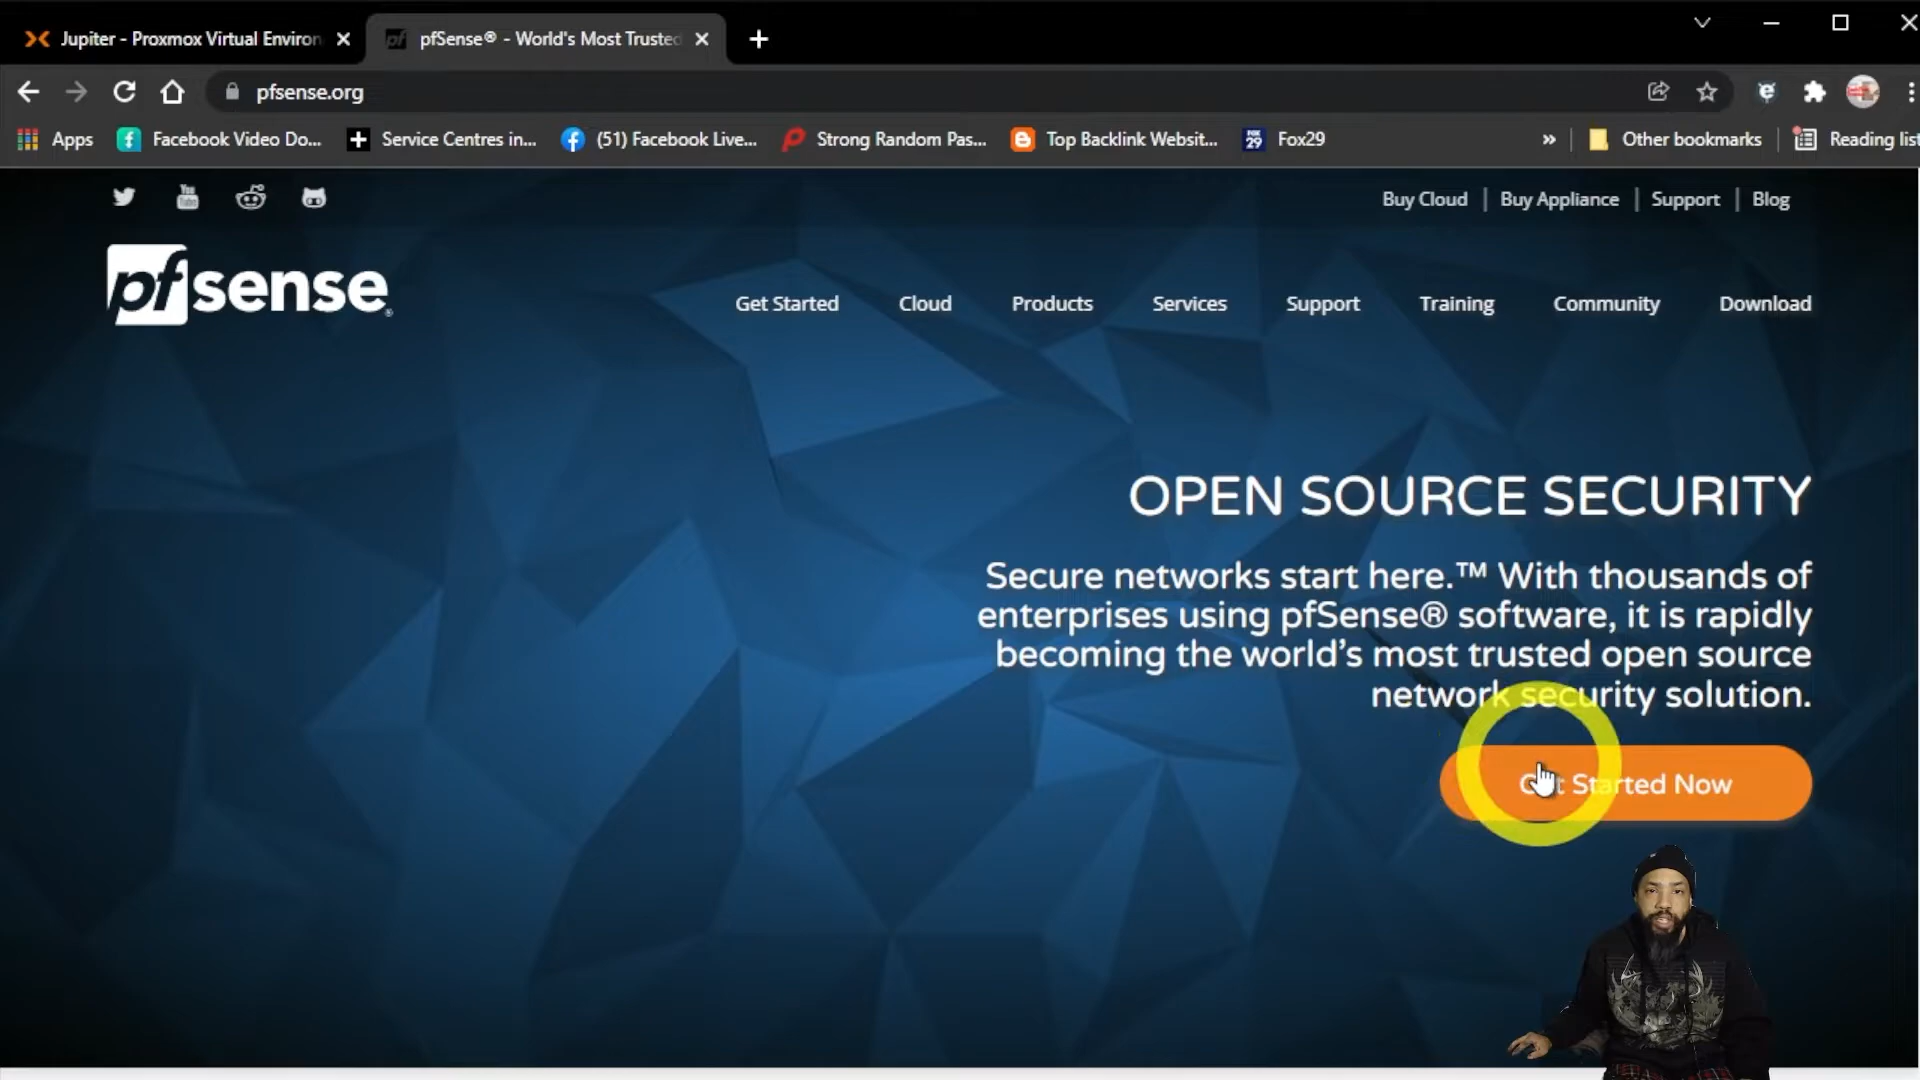 Jupiter - Proxmox Virtual Environ
pfSense® - World's Most Trusted
pfsense.org
Apps
Facebook Video Do...
Service Centres in...
(51) Facebook Live...
Strong Random Pas...
Top Backlink Websit...
Fox29
Other bookmarks
Reading list
You
Tube
Buy Cloud | Buy Appliance | Support | Blog
pfsense®
Get Started
Cloud
Products
Services
Support
Training
Community
Download
OPEN SOURCE SECURITY
Secure networks start here.™ With thousands of
enterprises using pfSense® software, it is rapidly
becoming the world's most trusted open source
network security solution.
Get Started Now